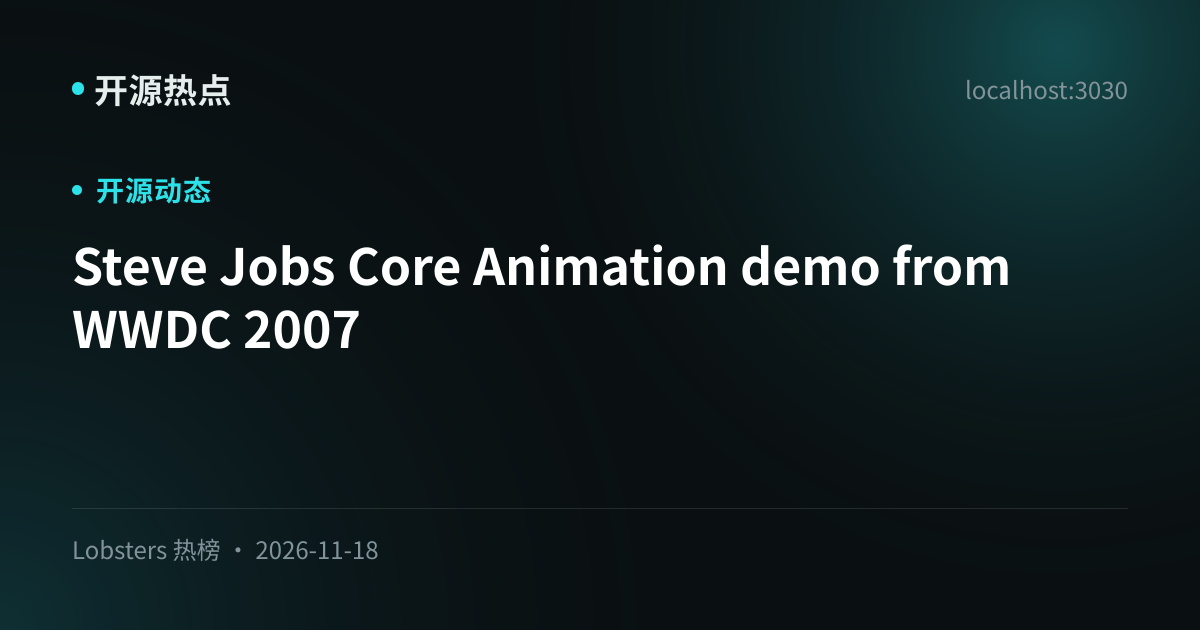 开源热点
localhost:3030
开源动态
Steve Jobs Core Animation demo from
WWDC 2007
Lobsters 热榜 · 2026-11-18